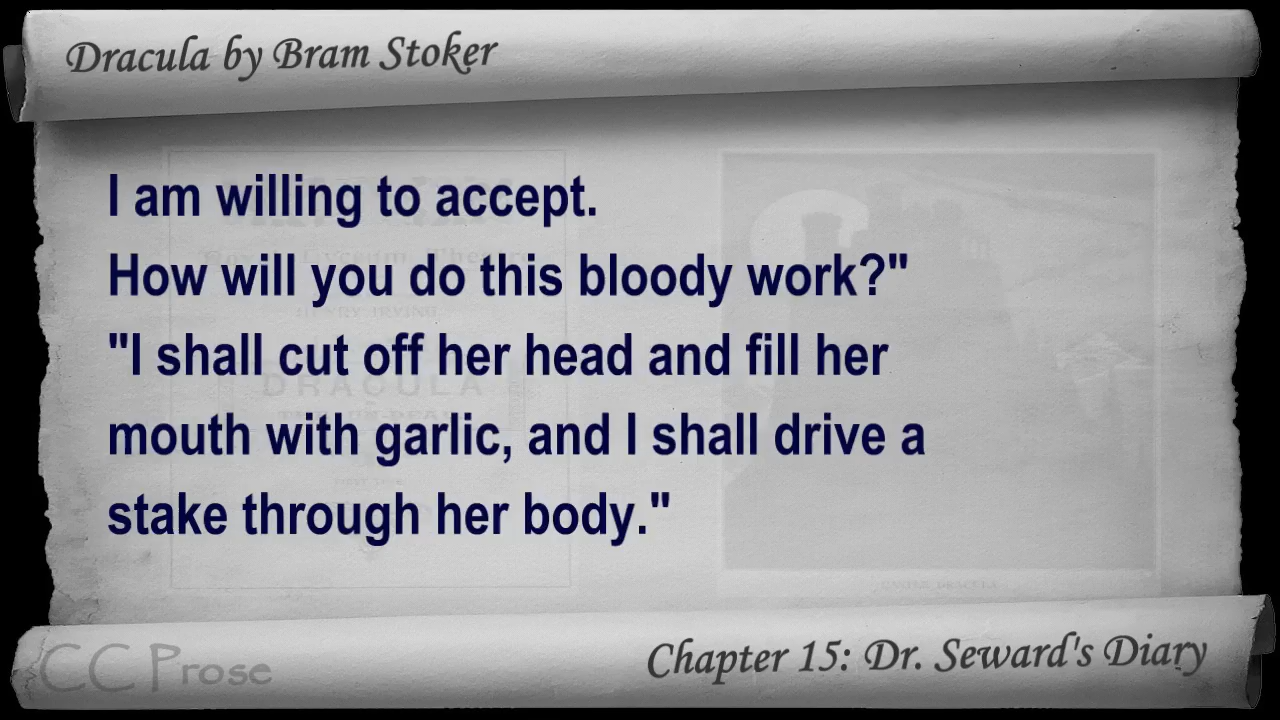 Dracula by Bram Stoker
I am willing to accept.
How will you do this bloody work?"
"I shall cut off her head and fill her
mouth with garlic, and I shall drive a
stake through her body."
CC Prose
Chapter 15: Dr. Seward's Diary